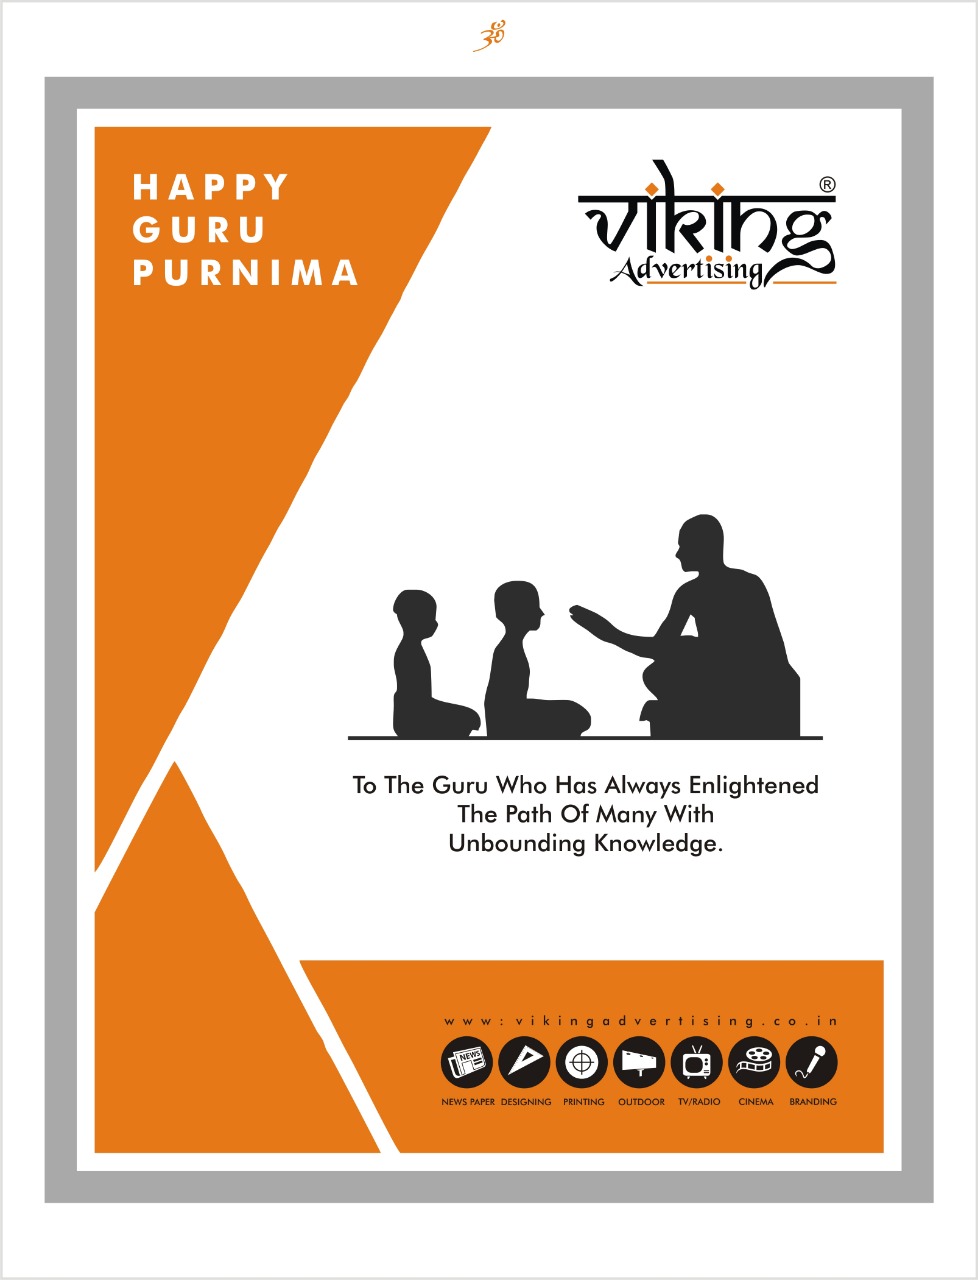 ॐ
HAPPY
GURU
PURNIMA
viking®
Advertising
To The Guru Who Has Always Enlightened
The Path Of Many With
Unbounding Knowledge.
www:vikingadvertising.co.in
NEWS
NEWS PAPER DESIGNING PRINTING OUTDOOR TV/RADIO CINEMA BRANDING